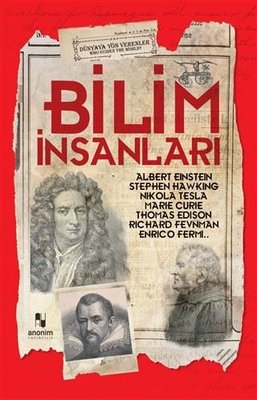 DÜNYAYA YÖN VERENLER
WHO GUIDES THE WORLD?
BİLİM
İNSANLARI
ALBERT EINSTEIN
STEPHEN HAWKING
NIKOLA TESLA
MARIE CURIE
THOMAS EDISON
RICHARD FEYNMAN
ENRICO FERMI..
anonim
YAYINCILIK